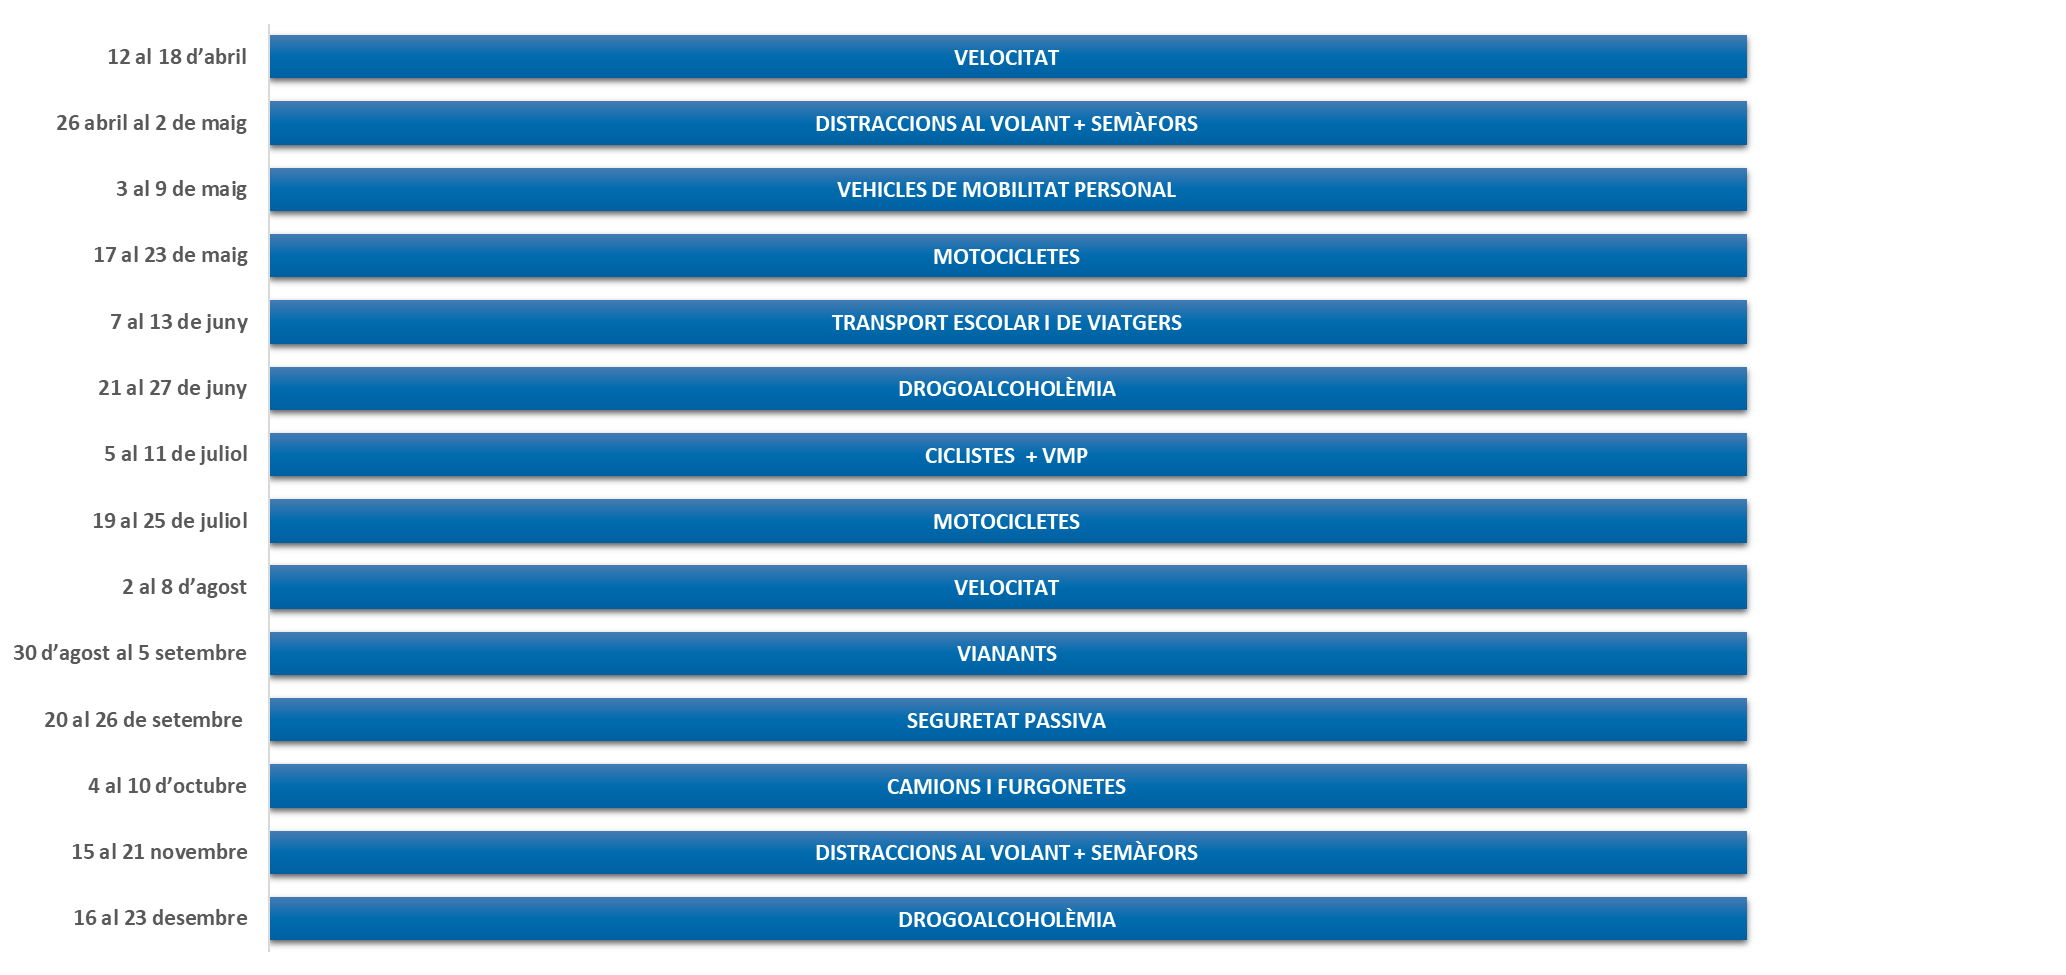 12 al 18 d’abril VELOCITAT
26 abril al 2 de maig DISTRACCIONS AL VOLANT + SEMÀFORS
3 al 9 de maig VEHICLES DE MOBILITAT PERSONAL
17 al 23 de maig MOTOCICLETES
7 al 13 de juny TRANSPORT ESCOLAR I DE VIATGERS
21 al 27 de juny DROGOALCOHOLÈMIA
5 al 11 de juliol CICLISTES + VMP
19 al 25 de juliol MOTOCICLETES
2 al 8 d’agost VELOCITAT
30 d’agost al 5 setembre VIANANTS
20 al 26 de setembre SEGURETAT PASSIVA
4 al 10 d’octubre CAMIONS I FURGONETES
15 al 21 novembre DISTRACCIONS AL VOLANT + SEMÀFORS
16 al 23 desembre DROGOALCOHOLÈMIA